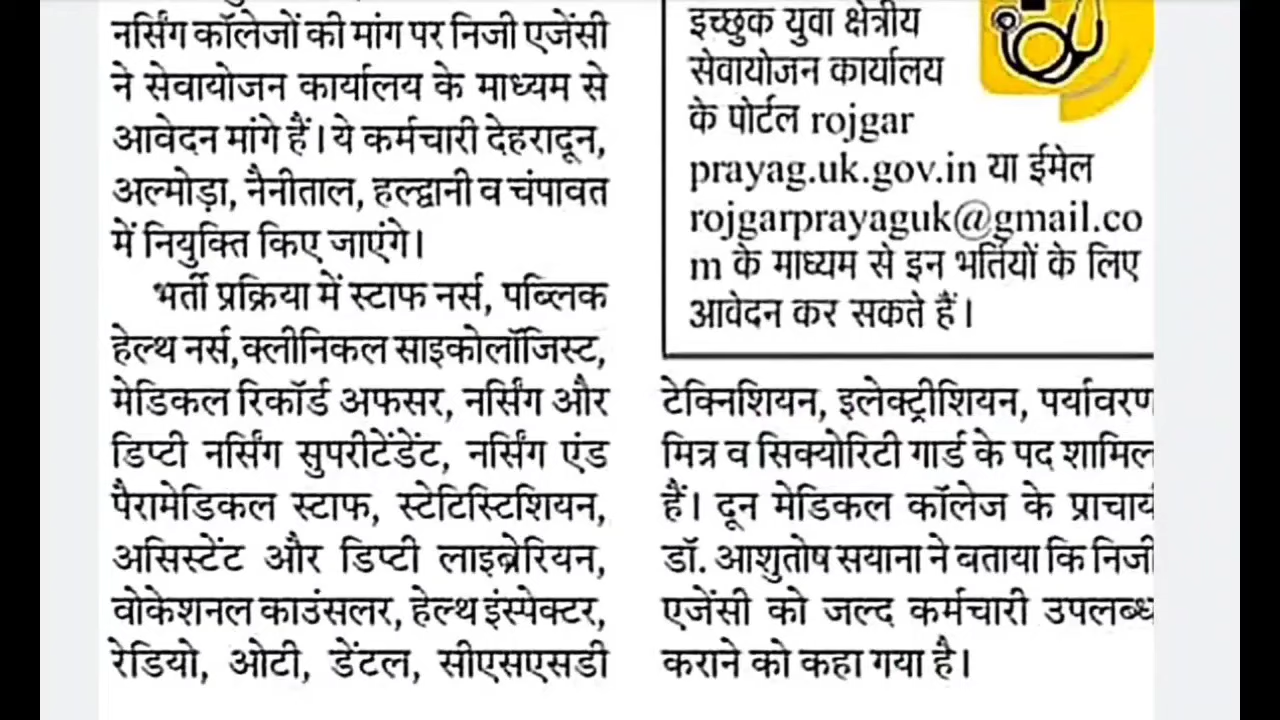 नर्सिंग कॉलेजों की मांग पर निजी एजेंसी
ने सेवायोजन कार्यालय के माध्यम से
आवेदन मांगे हैं। ये कर्मचारी देहरादून,
अल्मोड़ा, नैनीताल, हल्द्वानी व चंपावत
में नियुक्ति किए जाएंगे।
भर्ती प्रक्रिया में स्टाफ नर्स, पब्लिक
हेल्थ नर्स,क्लीनिकल साइकोलॉजिस्ट,
मेडिकल रिकॉर्ड अफसर, नर्सिंग और
डिप्टी नर्सिंग सुपरीटेंडेंट, नर्सिंग एंड
पैरामेडिकल स्टाफ, स्टेटिस्टिशियन,
असिस्टेंट और डिप्टी लाइब्रेरियन,
वोकेशनल काउंसलर, हेल्थ इंस्पेक्टर,
रेडियो, ओटी, डेंटल, सीएसएसडी
इच्छुक युवा क्षेत्रीय
सेवायोजन कार्यालय
के पोर्टल rojgar
prayag.uk.gov.in या ईमेल
rojgarprayaguk@gmail.co
m के माध्यम से इन भर्तियों के लिए
आवेदन कर सकते हैं।
टेक्निशियन, इलेक्ट्रीशियन, पर्यावरण
मित्र व सिक्योरिटी गार्ड के पद शामिल
हैं। दून मेडिकल कॉलेज के प्राचार्य
डॉ. आशुतोष सयाना ने बताया कि निजी
एजेंसी को जल्द कर्मचारी उपलब्ध
कराने को कहा गया है।